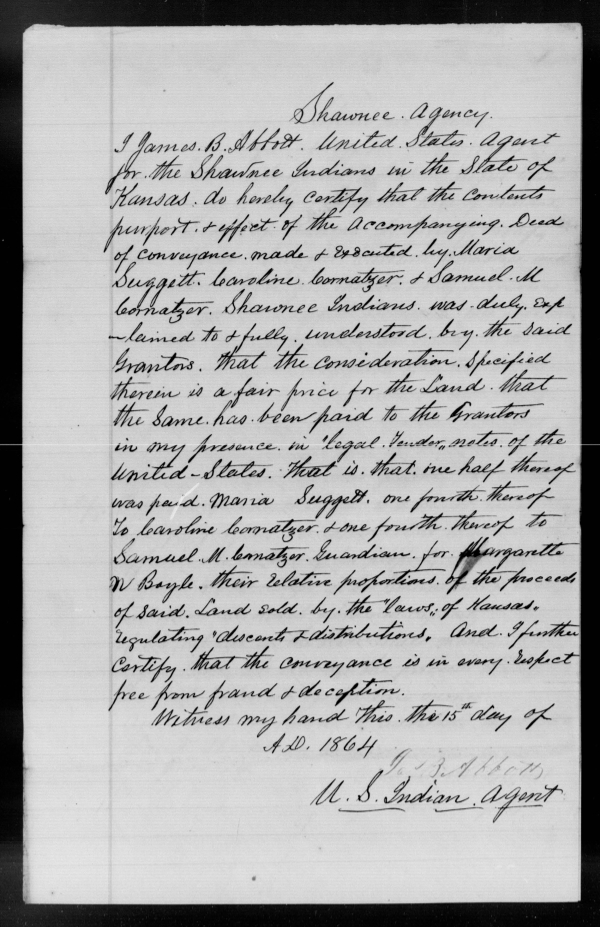 Shawnee. Agency.
I James. B. Abbott. United. States. Agent
for. the Shawnee Indians in the State of
Kansas. do hereby certify that the contents
purport. & effect. of the accompanying. Deed
of conveyance. made & Executed. by. Maria
Suggett. Caroline. Cornatzer. & Samuel. M
Cornatzer. Shawnee Indians. was. duly. Exp
-lained to & fully. understood. by. the said
Grantors. that the consideration. specified
therein is a fair price for the Land. that
the Same. has. been paid to the Grantors
in my presence. in "legal. Tender„ notes. of the
United-States. That is. that. one half thereof
was paid. Maria Suggett. one fourth. thereof
To Caroline Cornatzer. & one fourth. thereof to
Samuel. M. Cornatzer. Guardian. for. Margarette
N Boyle. their relative proportions. of the proceeds
of said. Land sold. by. the "laws„ of Kansas.
regulating "descents & distributions. And. I further
Certify. that the conveyance is in every. respect
free from fraud & deception.
Witness my hand this. the 15th day of
A.D. 1864
Jas B. Abbott
U. S. Indian. Agent